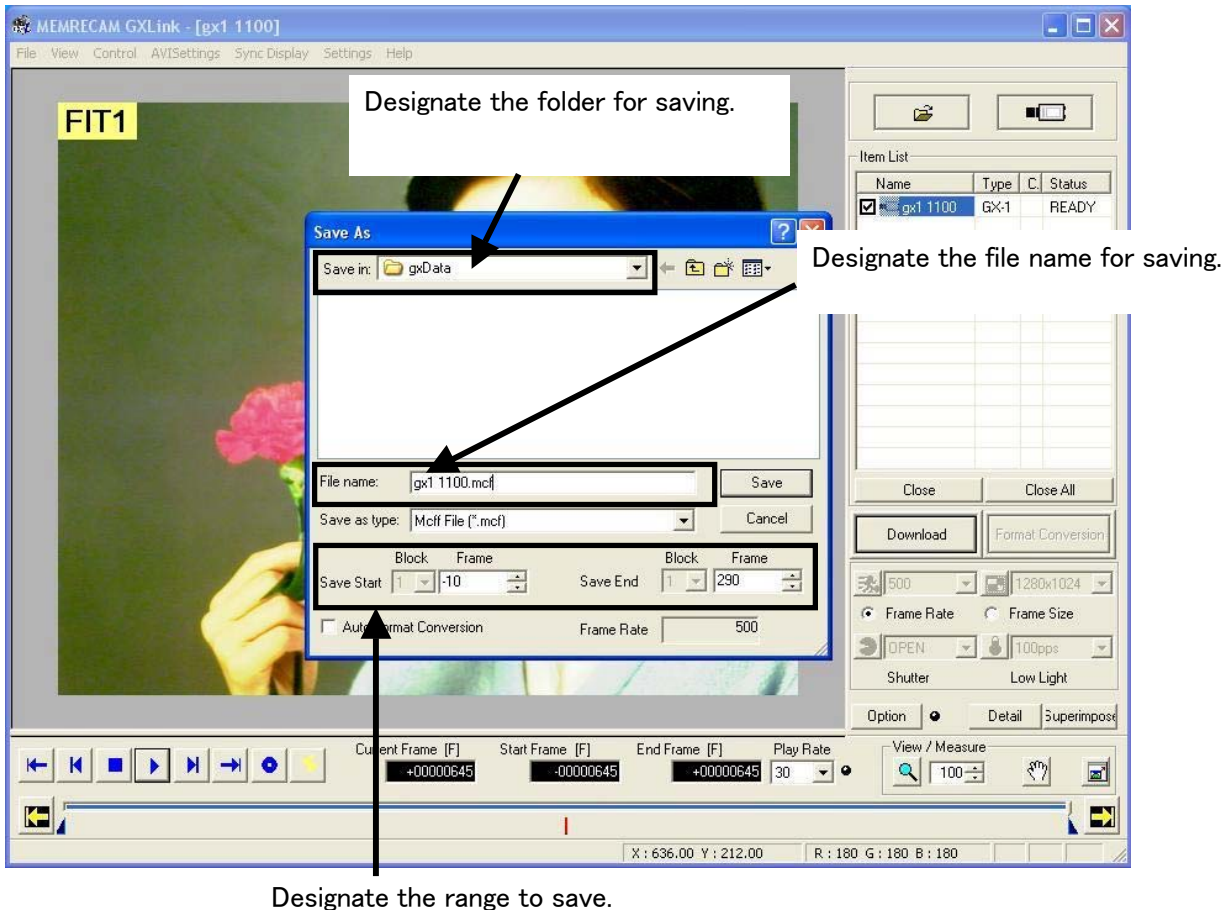 MEMRECAM GXLink - [gx1 1100]
File View Control AVISettings Sync Display Settings Help
Designate the folder for saving.
FIT1
Item List
Name Type C. Status
gx1 1100 GX-1 READY
Save As
Designate the file name for saving.
Save in: gxData
File name: gx1 1100.mcf
Save
Close Close All
Save as type: Mcff File (*.mcf)
Cancel
Download Format Conversion
Block Frame Block Frame
Save Start 1 -10 Save End 1 290
500 1280x1024
Frame Rate Frame Size
Format Conversion Frame Rate 500
OPEN 100pps
Shutter Low Light
Option Detail Superimpose
Current Frame [F] Start Frame [F] End Frame [F] Play Rate View / Measure
+00000645 -00000645 +00000645 30 100
X : 636.00 Y : 212.00 R : 180 G : 180 B : 180
Designate the range to save.